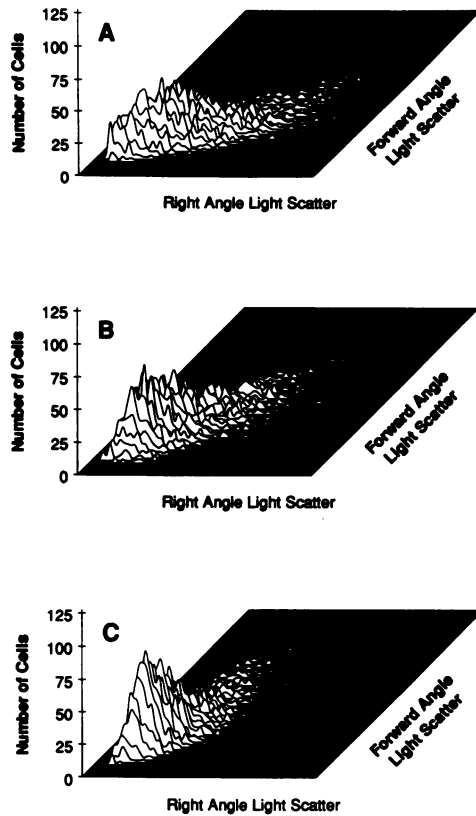 A
125
100
75
50
25
0
Number of Cells
Right Angle Light Scatter
Forward Angle
Light Scatter
B
125
100
75
50
25
0
Number of Cells
Right Angle Light Scatter
Forward Angle
Light Scatter
C
125
100
75
50
25
0
Number of Cells
Right Angle Light Scatter
Forward Angle
Light Scatter